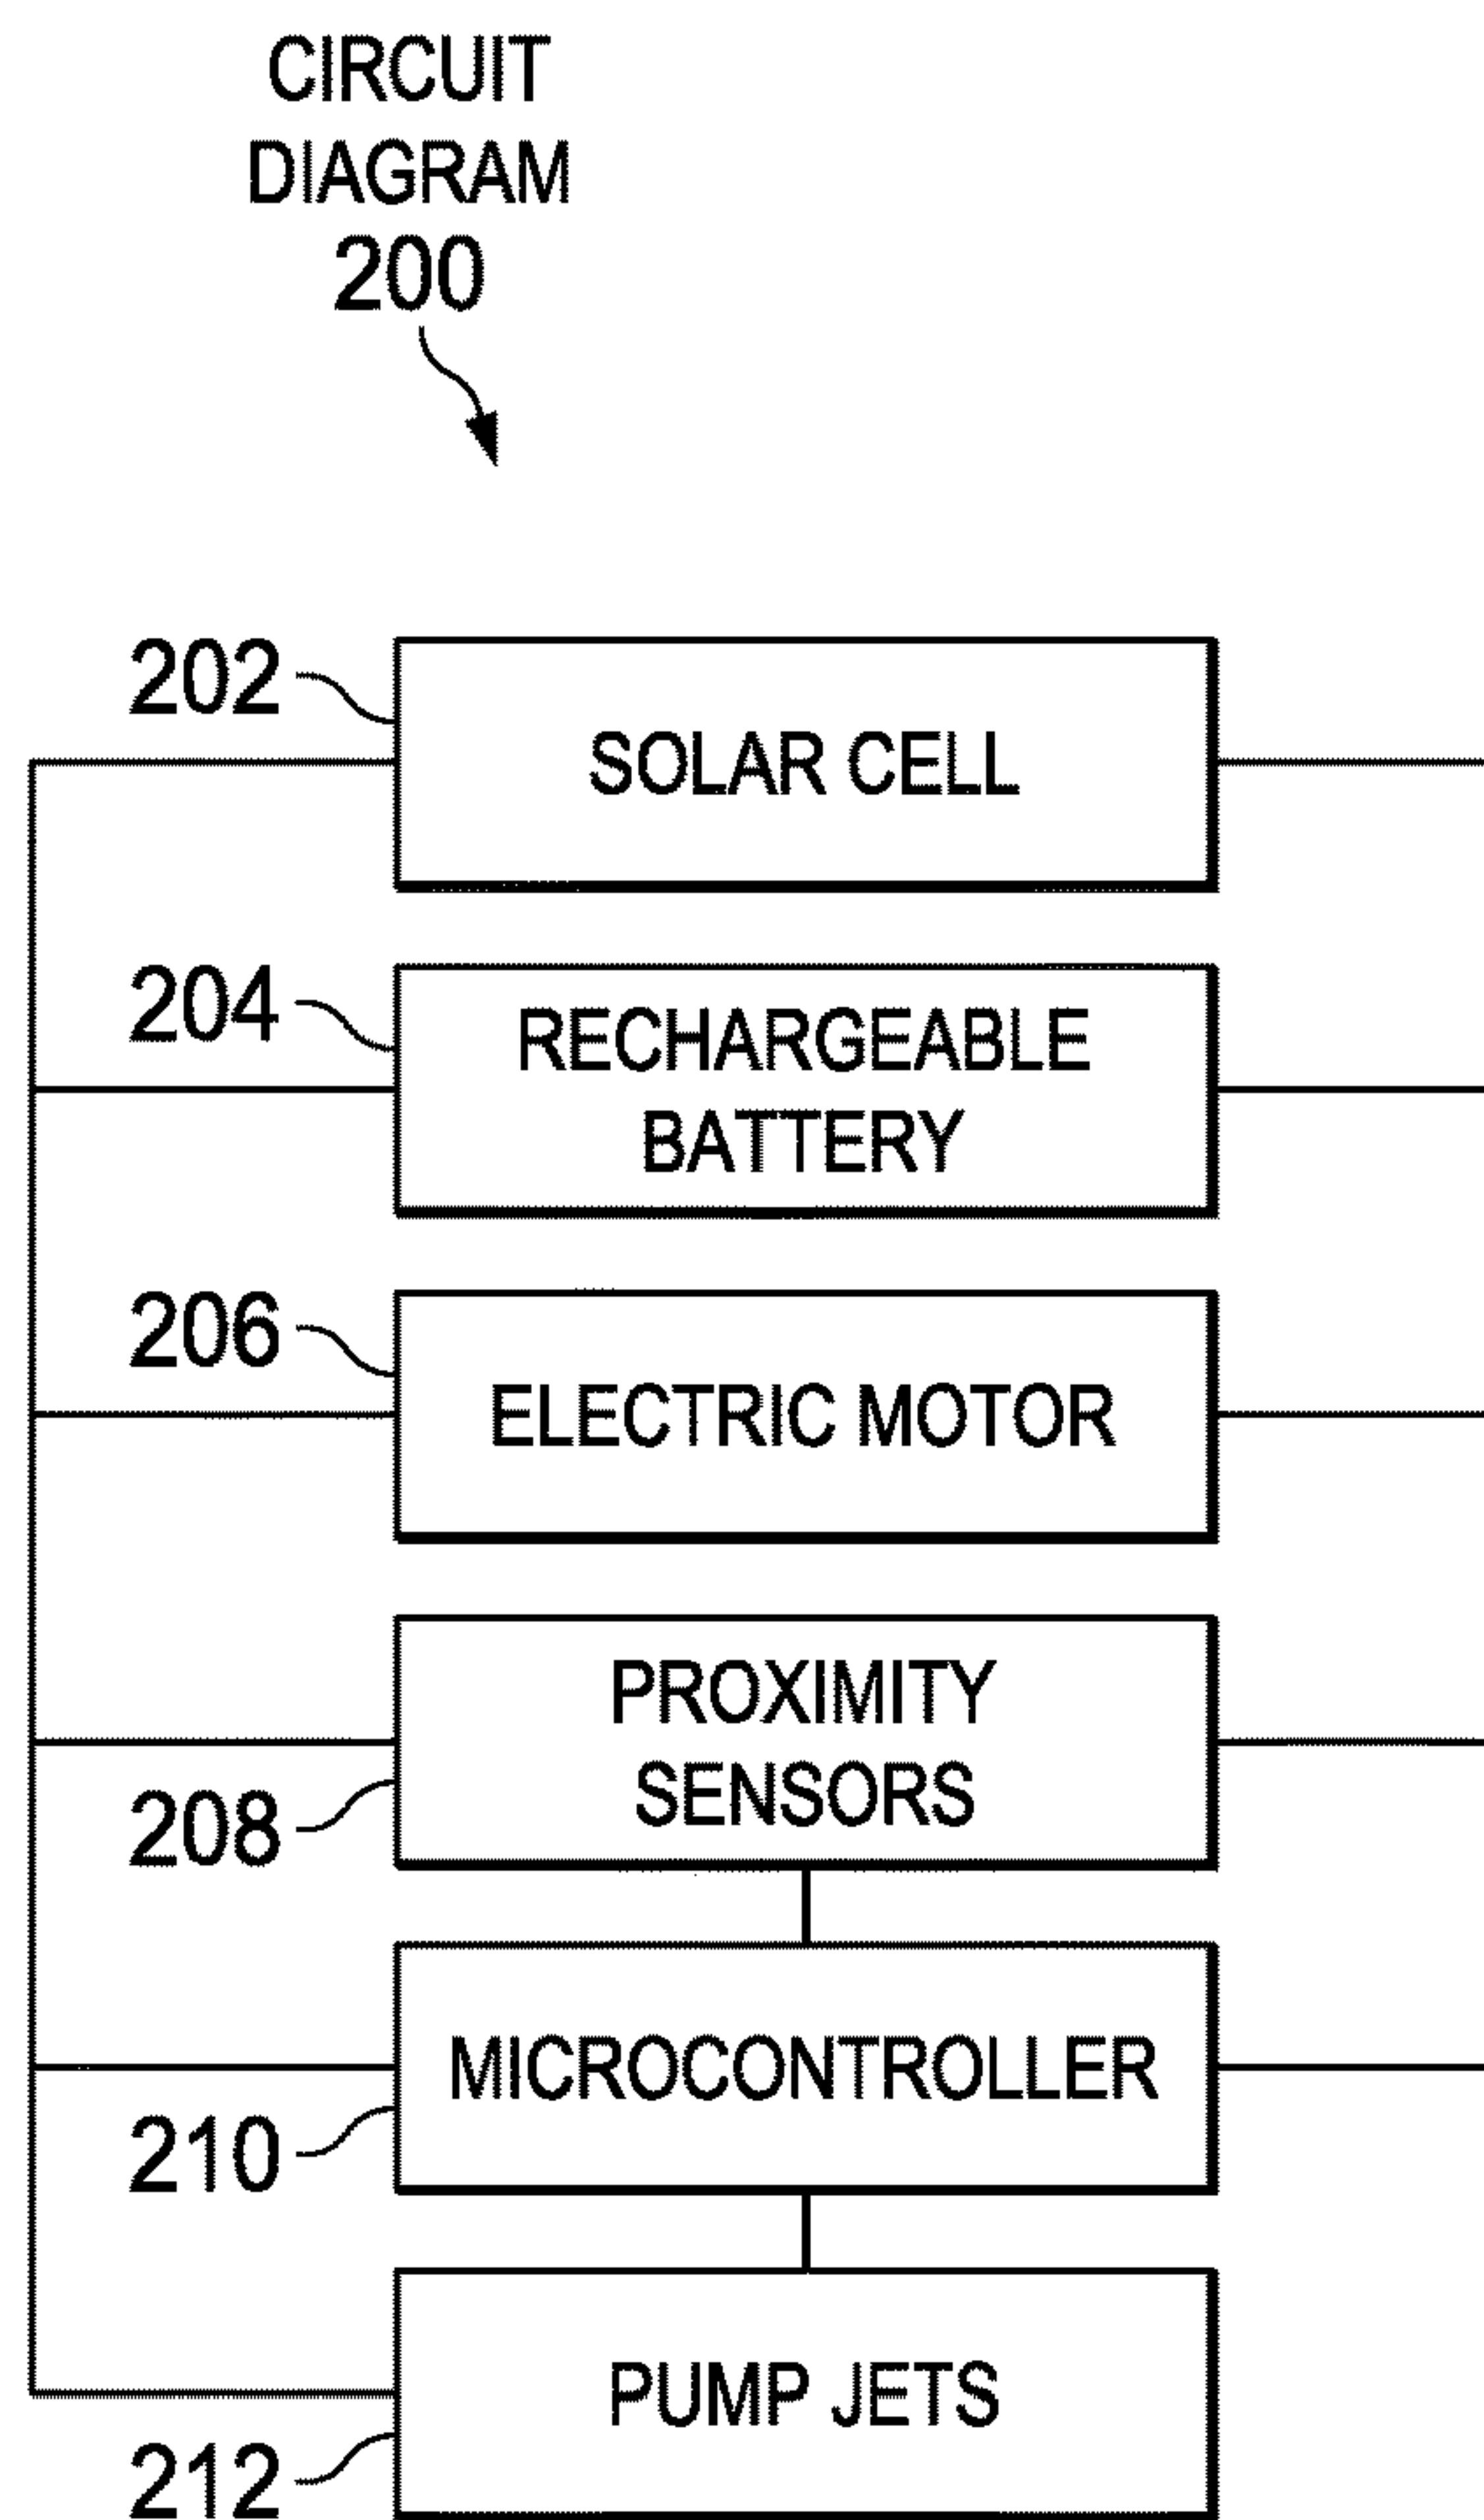 CIRCUIT
DIAGRAM
200
202
SOLAR CELL
204
RECHARGEABLE
BATTERY
206
ELECTRIC MOTOR
PROXIMITY
SENSORS
208
MICROCONTROLLER
210
PUMP JETS
212